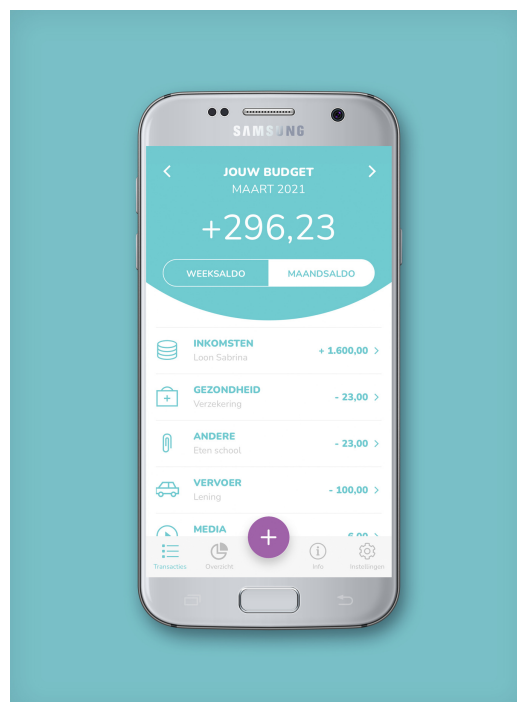 SAMSUNG
JOUW BUDGET
MAART 2021
+296,23
WEEKSALDO
MAANDSALDO
INKOMSTEN
Loon Sabrina
+ 1.600,00
GEZONDHEID
Verzekering
- 23,00
ANDERE
Eten school
- 23,00
VERVOER
Lening
- 100,00
MEDIA
Transacties
Overzicht
Info
Instellingen